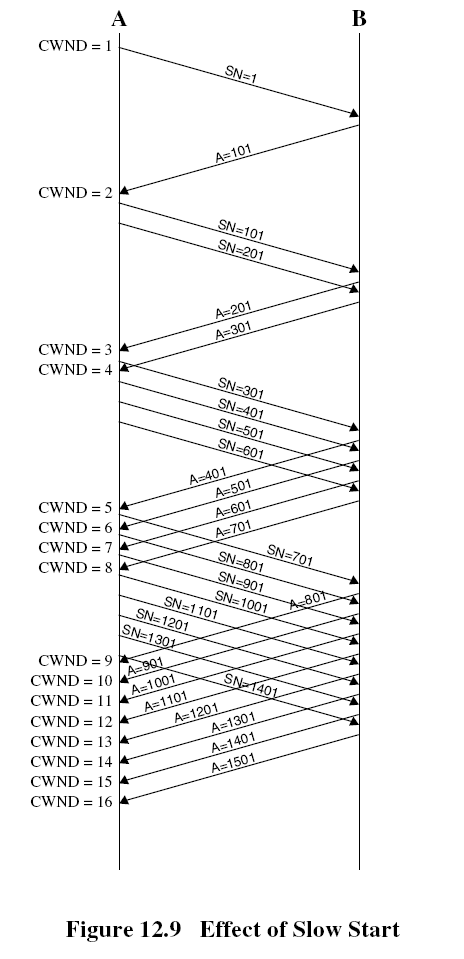 A B
CWND = 1
SN=1
A=101
CWND = 2
SN=101
SN=201
A=201
A=301
CWND = 3
CWND = 4
SN=301
SN=401
SN=501
SN=601
A=401
A=501
A=601
A=701
CWND = 5
CWND = 6
CWND = 7
CWND = 8
SN=701
SN=801
SN=901
SN=1001
A=801
SN=1101
SN=1201
SN=1301
CWND = 9
A=901
CWND = 10
A=1001
SN=1401
CWND = 11
A=1101
A=1201
CWND = 12
A=1301
CWND = 13
A=1401
CWND = 14
A=1501
CWND = 15
CWND = 16
Figure 12.9 Effect of Slow Start